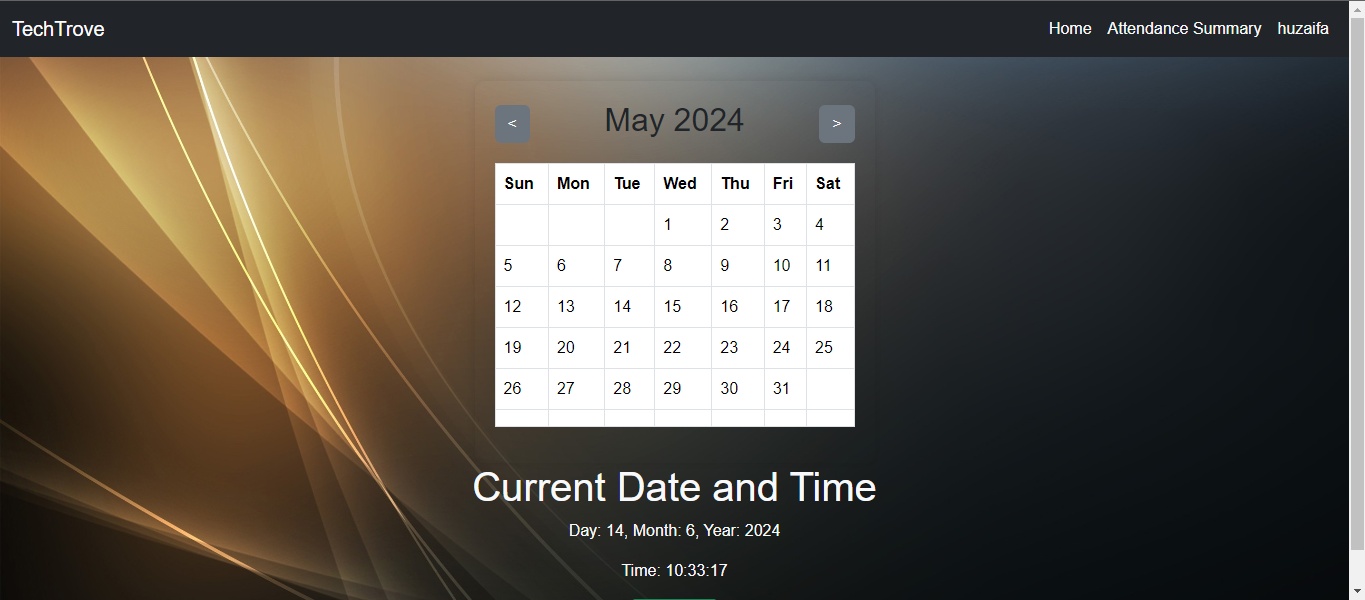 TechTrove Home Attendance Summary huzaifa
< May 2024 >
Sun Mon Tue Wed Thu Fri Sat
1 2 3 4
5 6 7 8 9 10 11
12 13 14 15 16 17 18
19 20 21 22 23 24 25
26 27 28 29 30 31
Current Date and Time
Day: 14, Month: 6, Year: 2024
Time: 10:33:17